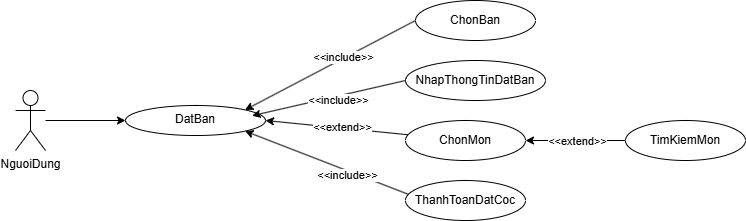 ChonBan
<<include>>
NhapThongTinDatBan
<<include>>
DatBan
<<extend>>
ChonMon
<<extend>>
TimKiemMon
NguoiDung
<<include>>
ThanhToanDatCoc